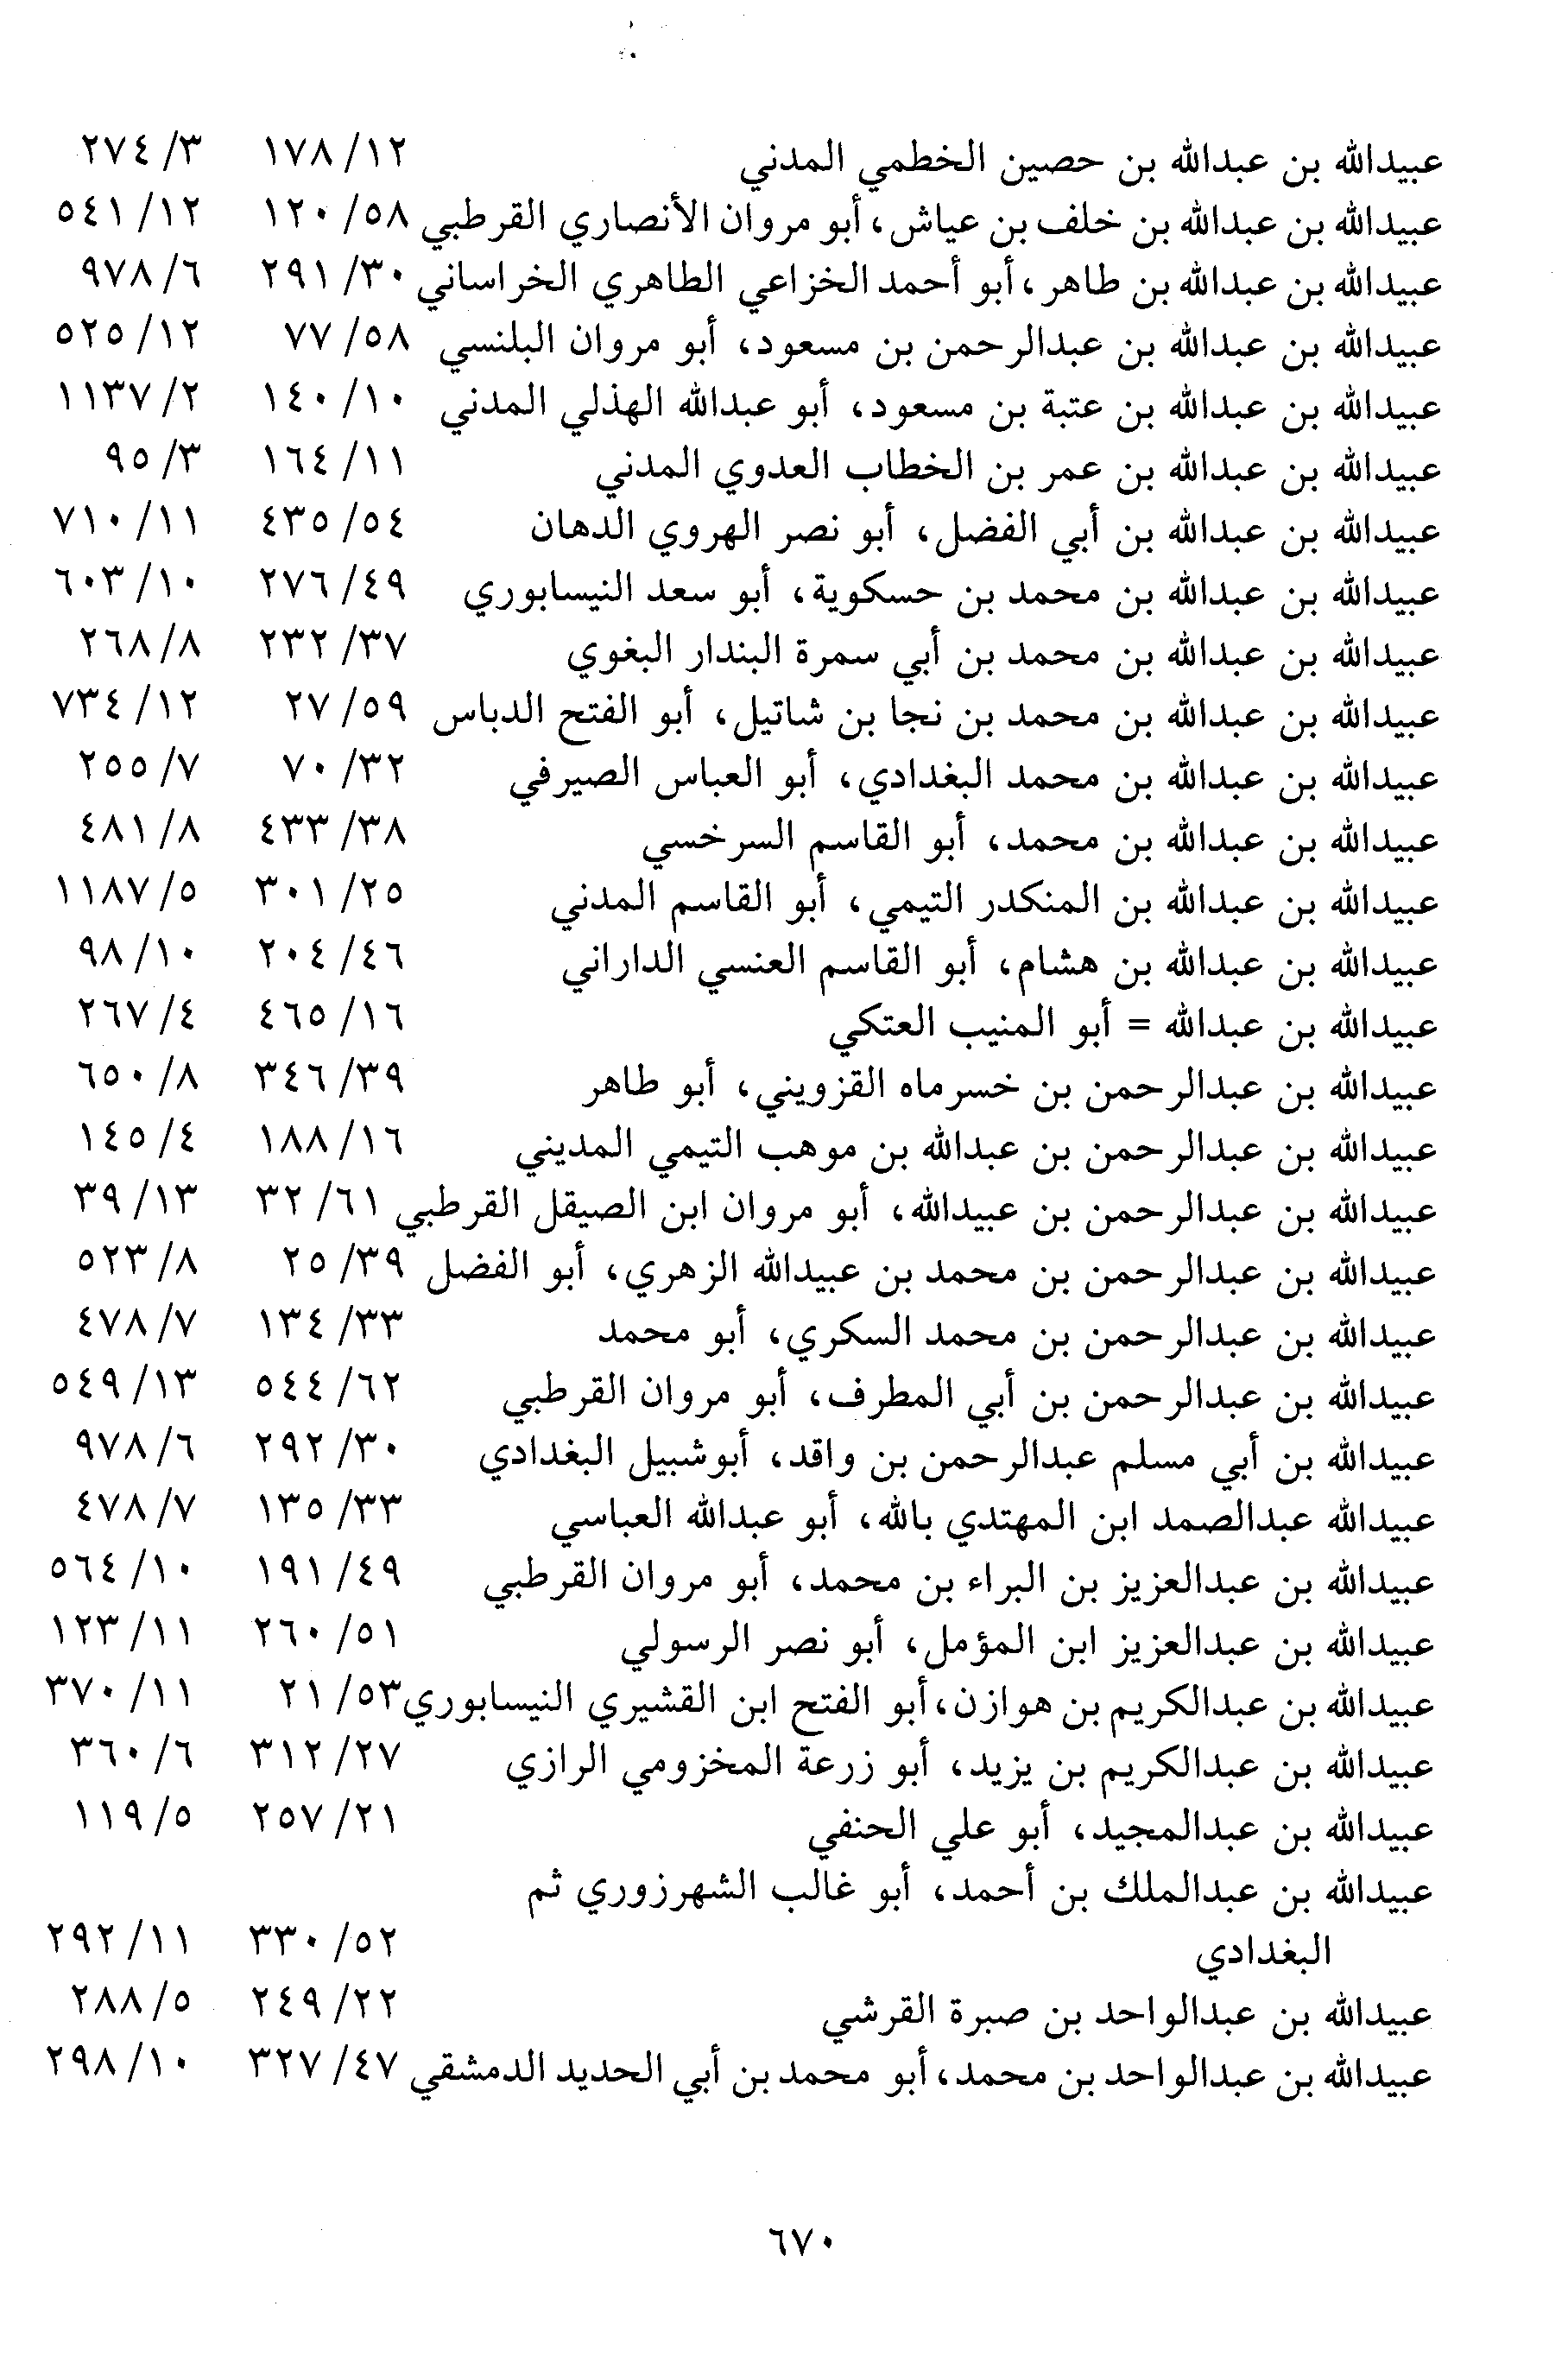 عبيدالله بن عبدالله بن حصين الخطمي المدني ١٧٨/١٢ ٢٧٤/٣
عبيدالله بن عبدالله بن خلف بن عياش، أبو مروان الأنصاري القرطبي ١٢٠/٥٨ ٥٤١/١٢
عبيدالله بن عبدالله بن طاهر، أبو أحمد الخزاعي الطاهري الخراساني ٢٩١/٣٠ ٩٧٨/٦
عبيدالله بن عبدالله بن عبدالرحمن بن مسعود، أبو مروان البلنسي ٧٧/٥٨ ٥٢٥/١٢
عبيدالله بن عبدالله بن عتبة بن مسعود، أبو عبدالله الهذلي المدني ١٤٠/١٠ ١١٣٧/٢
عبيدالله بن عبدالله بن عمر بن الخطاب العدوي المدني ١٦٤/١١ ٩٥/٣
عبيدالله بن عبدالله بن أبي الفضل، أبو نصر الهروي الدهان ٤٣٥/٥٤ ٧١٠/١١
عبيدالله بن عبدالله بن محمد بن حسكوية، أبو سعد النيسابوري ٢٧٦/٤٩ ٦٠٣/١٠
عبيدالله بن عبدالله بن محمد بن أبي سمرة البندار البغوي ٢٣٢/٣٧ ٢٦٨/٨
عبيدالله بن عبدالله بن محمد بن نجا بن شاتيل، أبو الفتح الدباس ٢٧/٥٩ ٧٣٤/١٢
عبيدالله بن عبدالله بن محمد البغدادي، أبو العباس الصيرفي ٧٠/٣٢ ٢٥٥/٧
عبيدالله بن عبدالله بن محمد، أبو القاسم السرخسي ٤٣٣/٣٨ ٤٨١/٨
عبيدالله بن عبدالله بن المنكدر التيمي، أبو القاسم المدني ٣٠١/٢٥ ١١٨٧/٥
عبيدالله بن عبدالله بن هشام، أبو القاسم العنسي الداراني ٢٠٤/٤٦ ٩٨/١٠
عبيدالله بن عبدالله = أبو المنيب العتكي ٤٦٥/١٦ ٢٦٧/٤
عبيدالله بن عبدالرحمن بن خسرماه القزويني، أبو طاهر ٣٤٦/٣٩ ٦٥٠/٨
عبيدالله بن عبدالرحمن بن عبدالله بن موهب التيمي المديني ١٨٨/١٦ ١٤٥/٤
عبيدالله بن عبدالرحمن بن عبيدالله، أبو مروان ابن الصيقل القرطبي ٣٢/٦١ ٣٩/١٣
عبيدالله بن عبدالرحمن بن محمد بن عبيدالله الزهري، أبو الفضل ٢٥/٣٩ ٥٢٣/٨
عبيدالله بن عبدالرحمن بن محمد السكري، أبو محمد ١٣٤/٣٣ ٤٧٨/٧
عبيدالله بن عبدالرحمن بن أبي المطرف، أبو مروان القرطبي ٥٤٤/٦٢ ٥٤٩/١٣
عبيدالله بن أبي مسلم عبدالرحمن بن واقد، أبوشبيل البغدادي ٢٩٢/٣٠ ٩٧٨/٦
عبيدالله عبدالصمد ابن المهتدي بالله، أبو عبدالله العباسي ١٣٥/٣٣ ٤٧٨/٧
عبيدالله بن عبدالعزيز بن البراء بن محمد، أبو مروان القرطبي ١٩١/٤٩ ٥٦٤/١٠
عبيدالله بن عبدالعزيز ابن المؤمل، أبو نصر الرسولي ٢٦٠/٥١ ١٢٣/١١
عبيدالله بن عبدالكريم بن هوازن، أبو الفتح ابن القشيري النيسابوري ٢١/٥٣ ٣٧٠/١١
عبيدالله بن عبدالكريم بن يزيد، أبو زرعة المخزومي الرازي ٣١٢/٢٧ ٣٦٠/٦
عبيدالله بن عبدالمجيد، أبو علي الحنفي ٢٥٧/٢١ ١١٩/٥
عبيدالله بن عبدالملك بن أحمد، أبو غالب الشهرزوري ثم
البغدادي ٣٣٠/٥٢ ٢٩٢/١١
عبيدالله بن عبدالواحد بن صبرة القرشي ٢٤٩/٢٢ ٢٨٨/٥
عبيدالله بن عبدالواحد بن محمد، أبو محمد بن أبي الحديد الدمشقي ٣٢٧/٤٧ ٢٩٨/١٠
٦٧٠